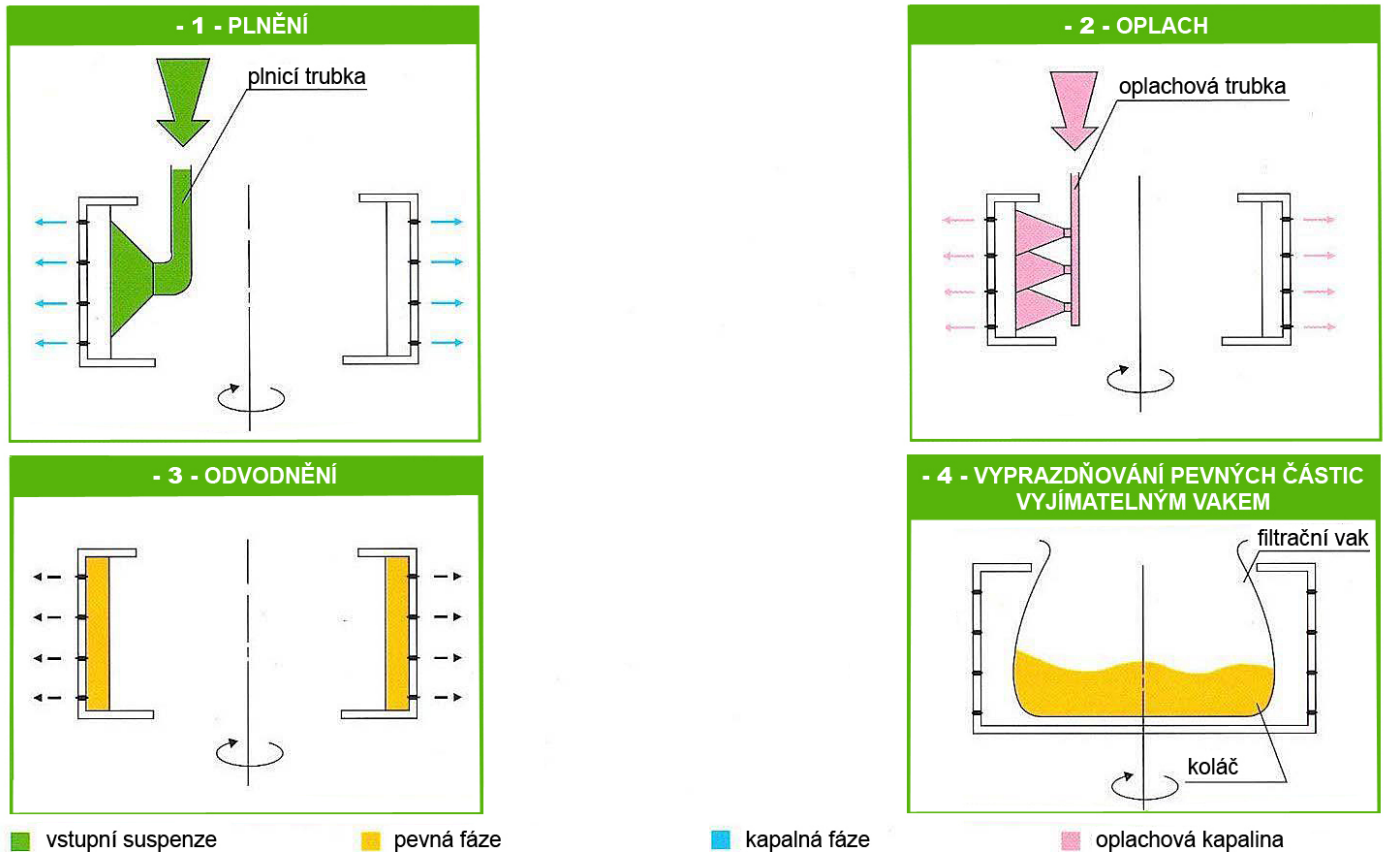 - 1 - PLNĚNÍ
plnicí trubka
- 2 - OPLACH
oplachová trubka
- 3 - ODVODNĚNÍ
- 4 - VYPRAZDŇOVÁNÍ PEVNÝCH ČÁSTIC
VYJÍMATELNÝM VAKEM
filtrační vak
koláč
vstupní suspenze
pevná fáze
kapalná fáze
oplachová kapalina